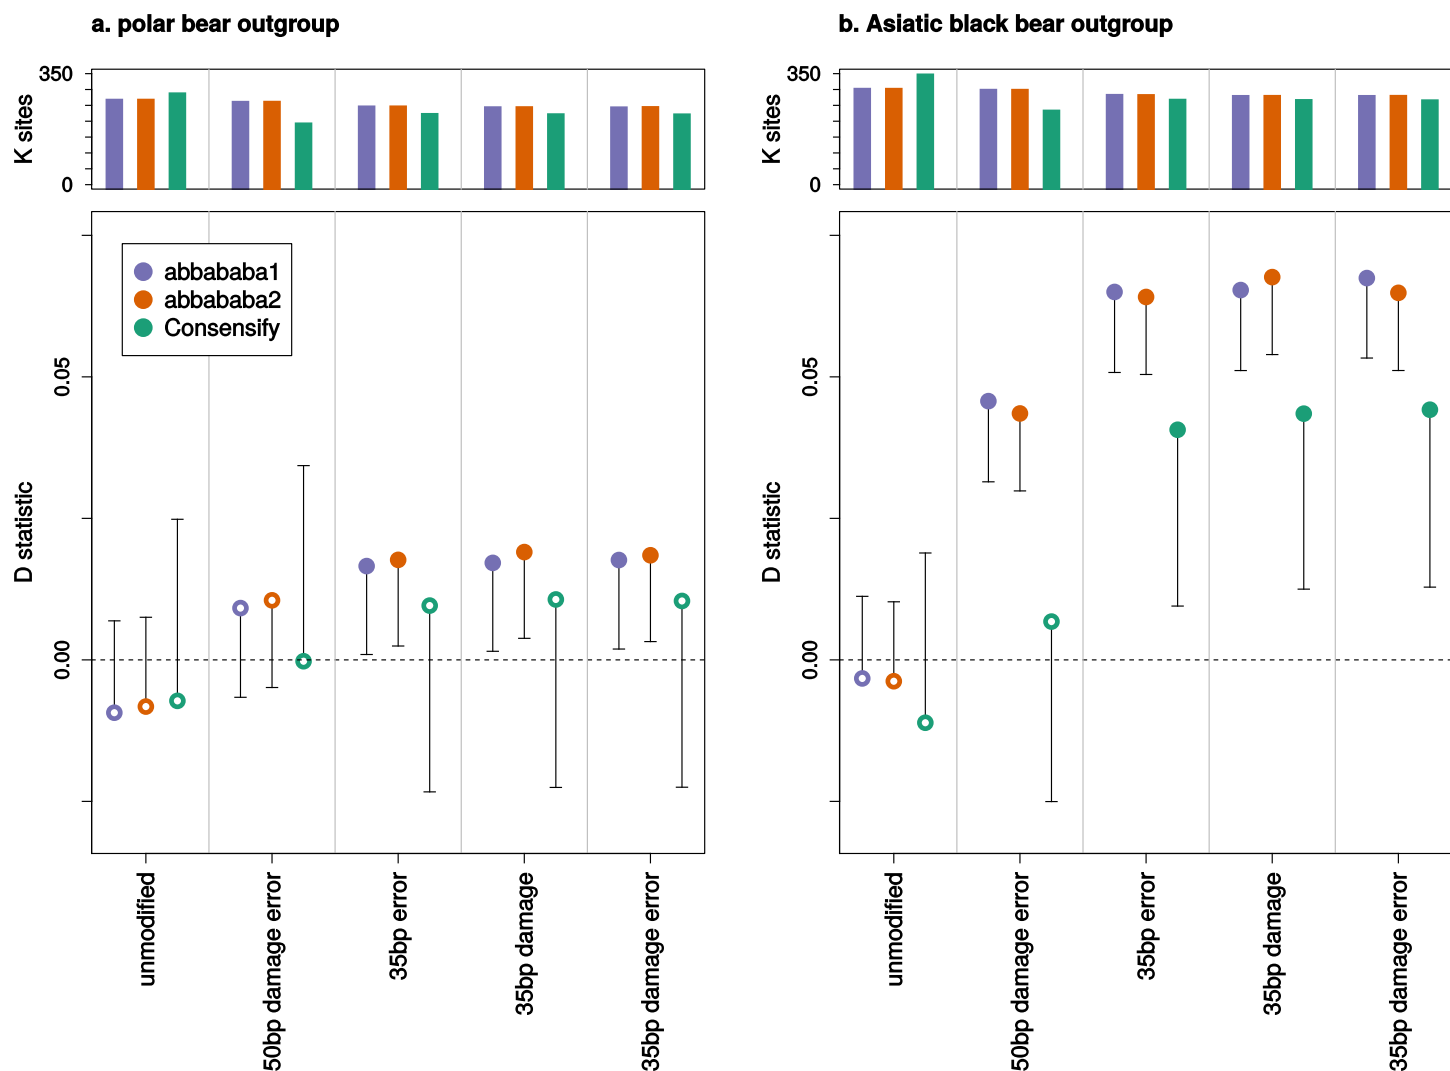 a. polar bear outgroup
350
0
K sites
abbababa1
abbababa2
Consensify
0.05
0.00
D statistic
unmodified
50bp damage error
35bp error
35bp damage
35bp damage error
b. Asiatic black bear outgroup
350
0
K sites
0.05
0.00
D statistic
unmodified
50bp damage error
35bp error
35bp damage
35bp damage error